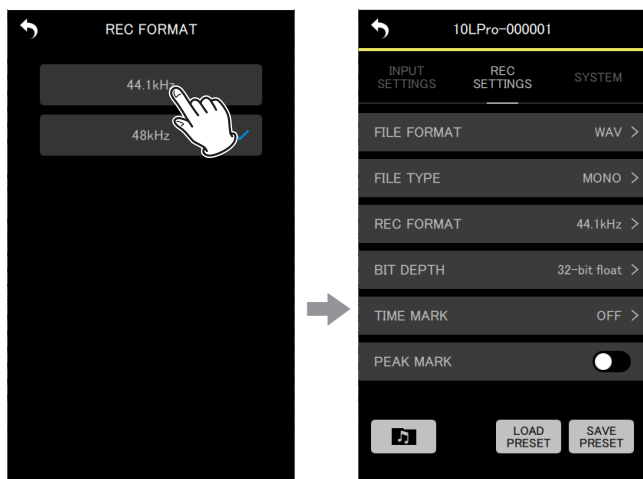 REC FORMAT
44.1kHz
48kHz
10LPro-000001
INPUT
SETTINGS
REC
SETTINGS
SYSTEM
FILE FORMAT WAV >
FILE TYPE MONO >
REC FORMAT 44.1kHz >
BIT DEPTH 32-bit float >
TIME MARK OFF >
PEAK MARK
LOAD
PRESET
SAVE
PRESET